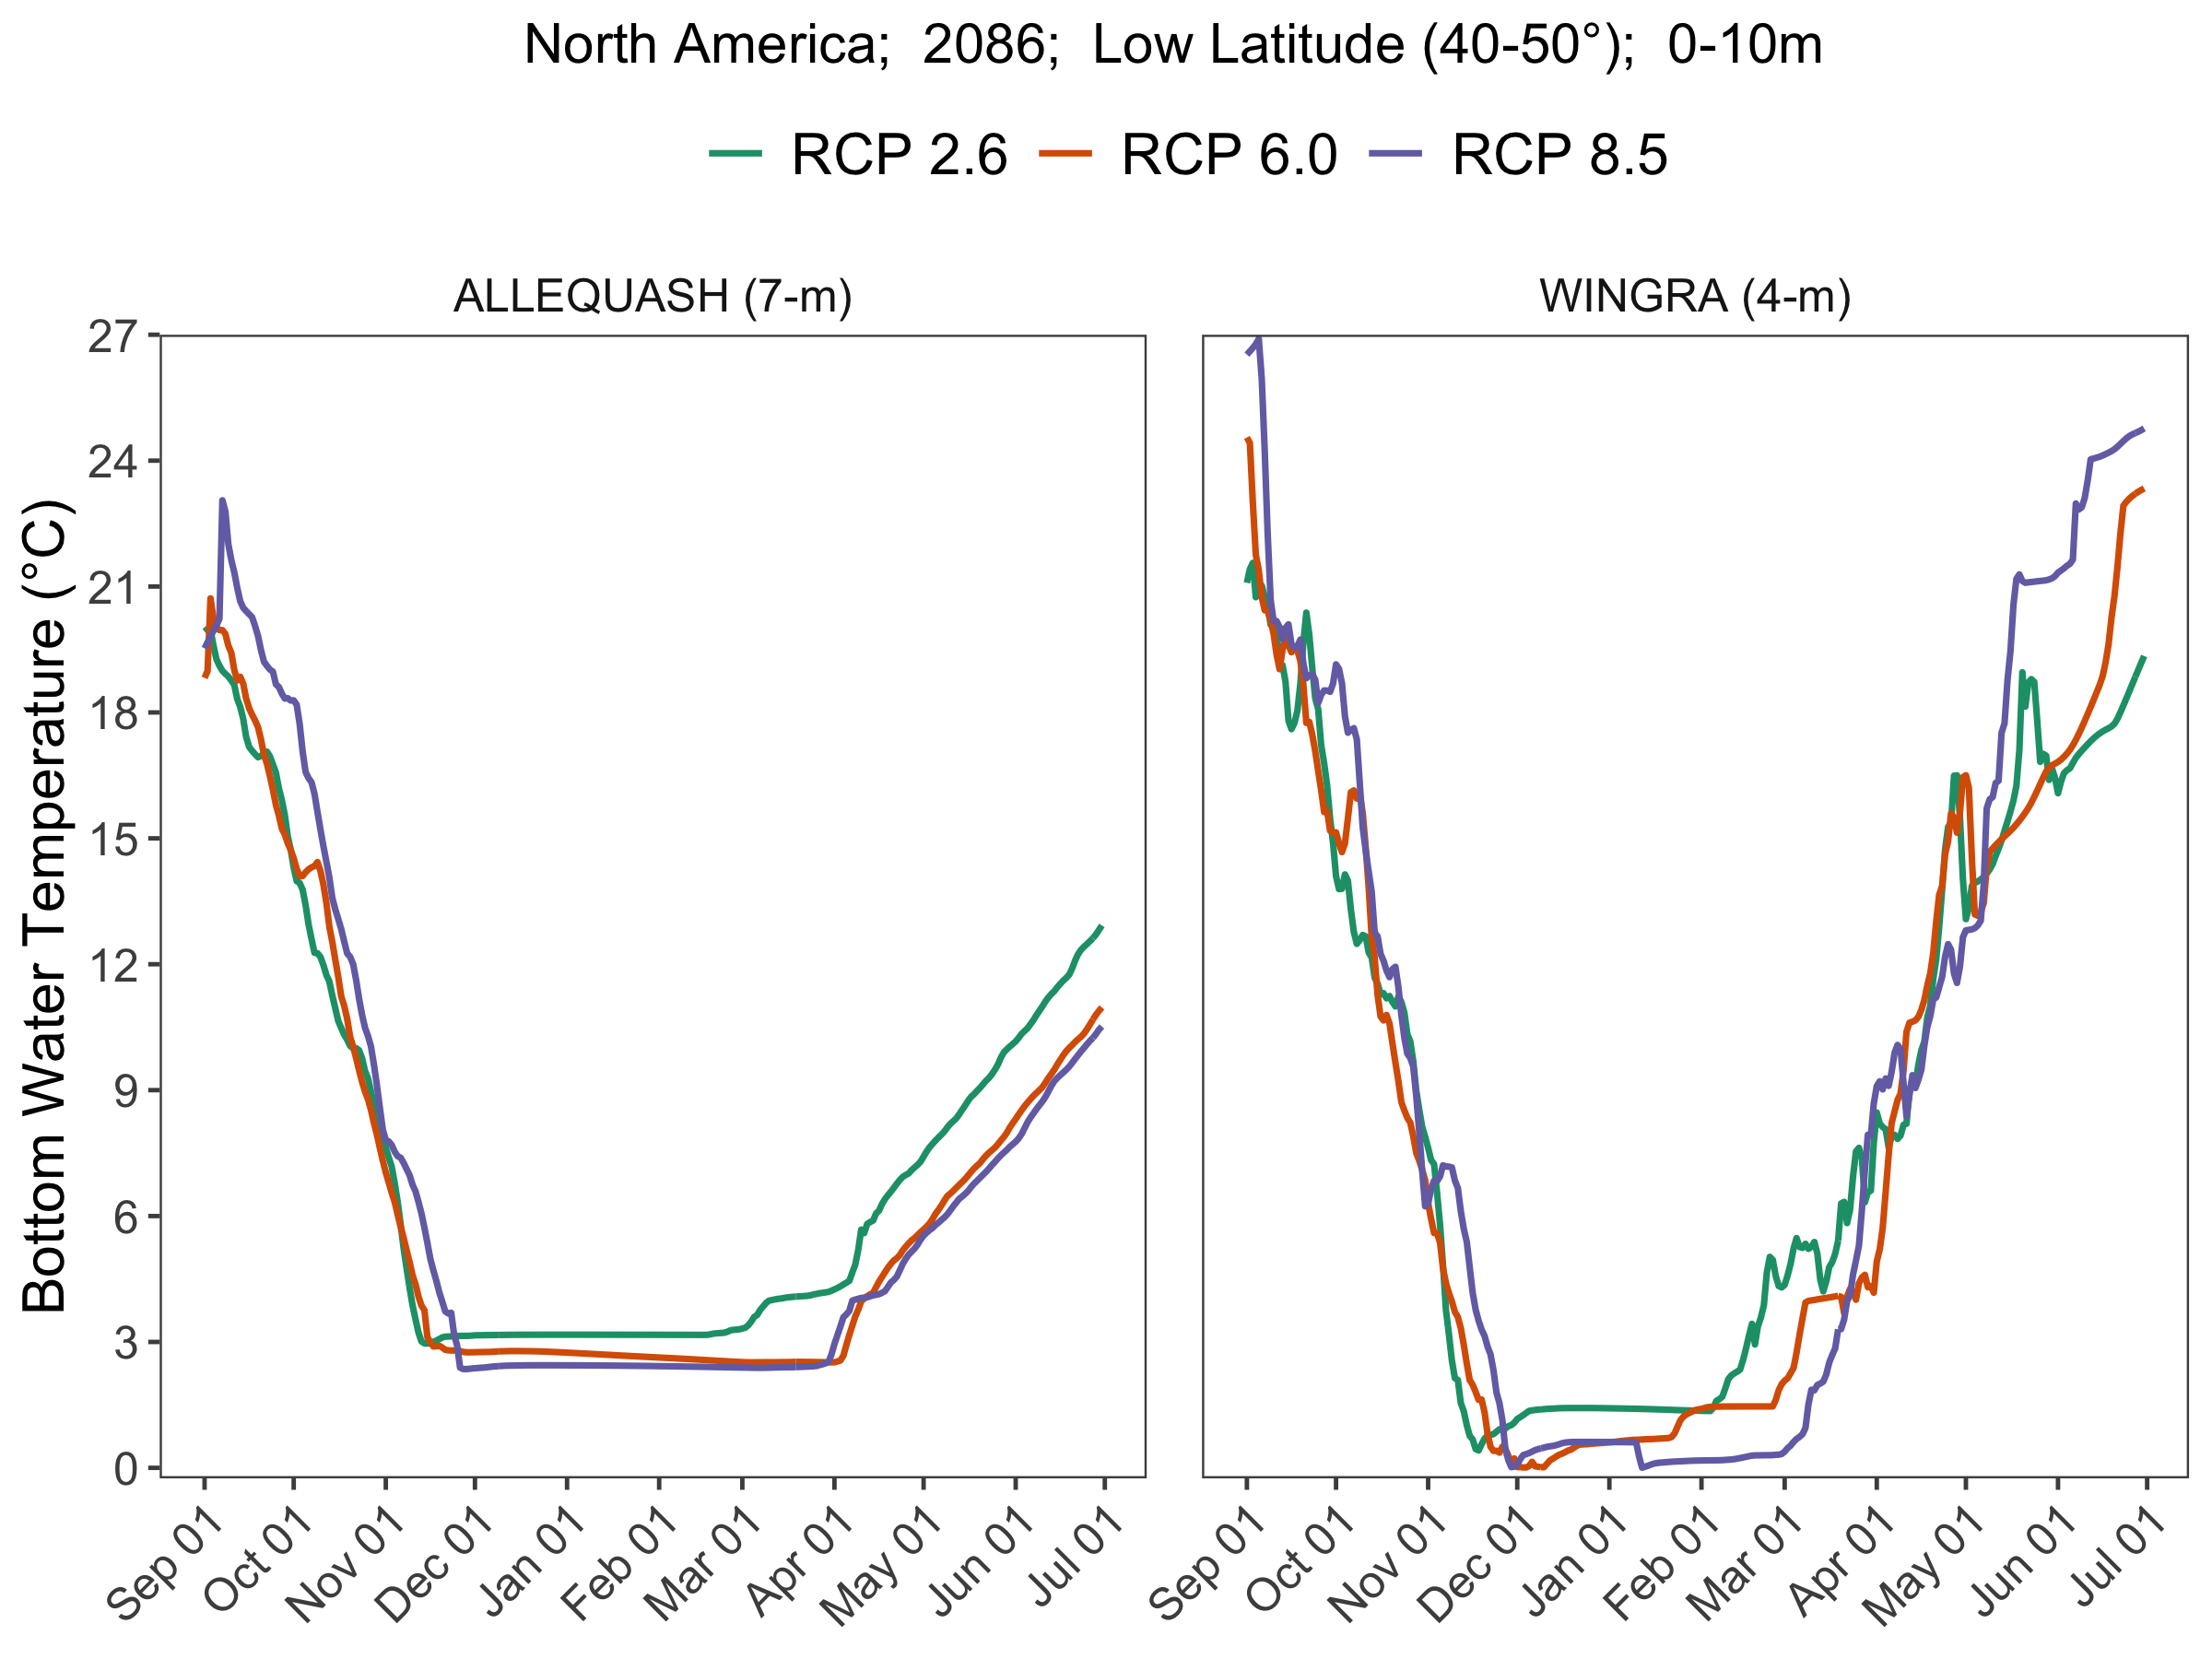 North America;  2086;  Low Latitude (40-50°);  0-10m
RCP 2.6 RCP 6.0 RCP 8.5
ALLEQUASH (7-m) WINGRA (4-m)
Bottom Water Temperature (°C)
27
24
21
18
15
12
9
6
3
0
Sep 01 Oct 01 Nov 01 Dec 01 Jan 01 Feb 01 Mar 01 Apr 01 May 01 Jun 01 Jul 01 Sep 01 Oct 01 Nov 01 Dec 01 Jan 01 Feb 01 Mar 01 Apr 01 May 01 Jun 01 Jul 01